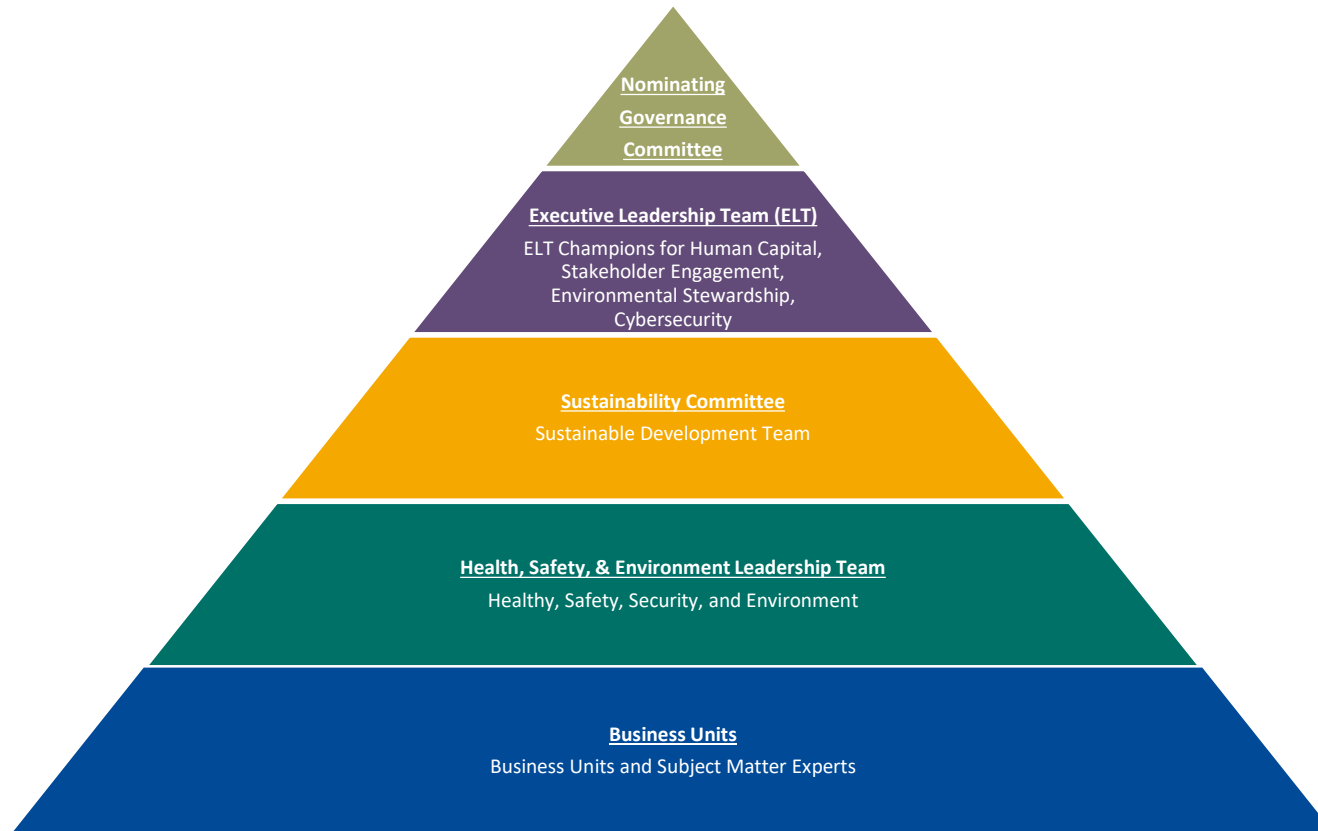 Nominating
Governance
Committee
Executive Leadership Team (ELT)
ELT Champions for Human Capital,
Stakeholder Engagement,
Environmental Stewardship,
Cybersecurity
Sustainability Committee
Sustainable Development Team
Health, Safety, & Environment Leadership Team
Healthy, Safety, Security, and Environment
Business Units
Business Units and Subject Matter Experts